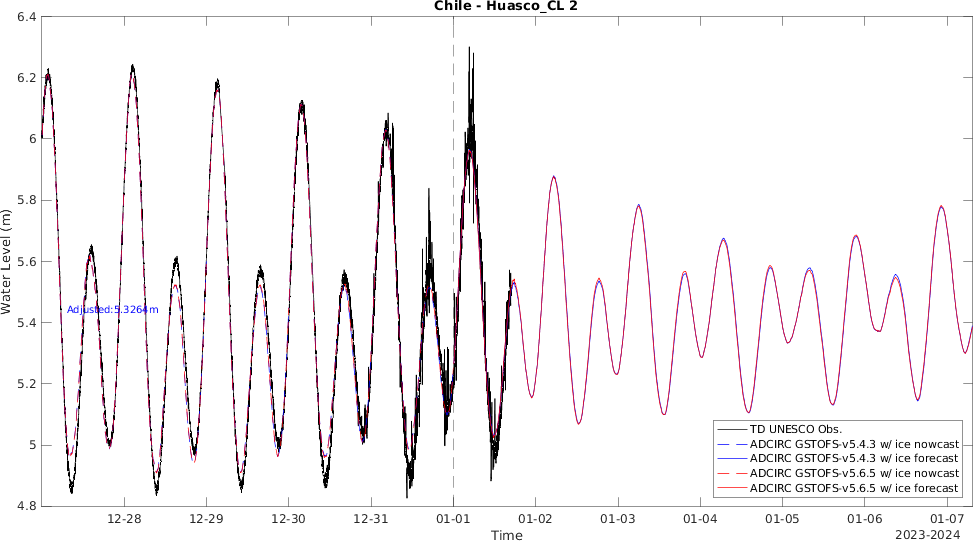 Chile - Huasco_CL 2
Water Level (m)
6.4
6.2
6
5.8
5.6
5.4
5.2
5
4.8
Adjusted:5.3264m
TD UNESCO Obs.
ADCIRC GSTOFS-v5.4.3 w/ ice nowcast
ADCIRC GSTOFS-v5.4.3 w/ ice forecast
ADCIRC GSTOFS-v5.6.5 w/ ice nowcast
ADCIRC GSTOFS-v5.6.5 w/ ice forecast
12-28 12-29 12-30 12-31 01-01 01-02 01-03 01-04 01-05 01-06 01-07
Time
2023-2024